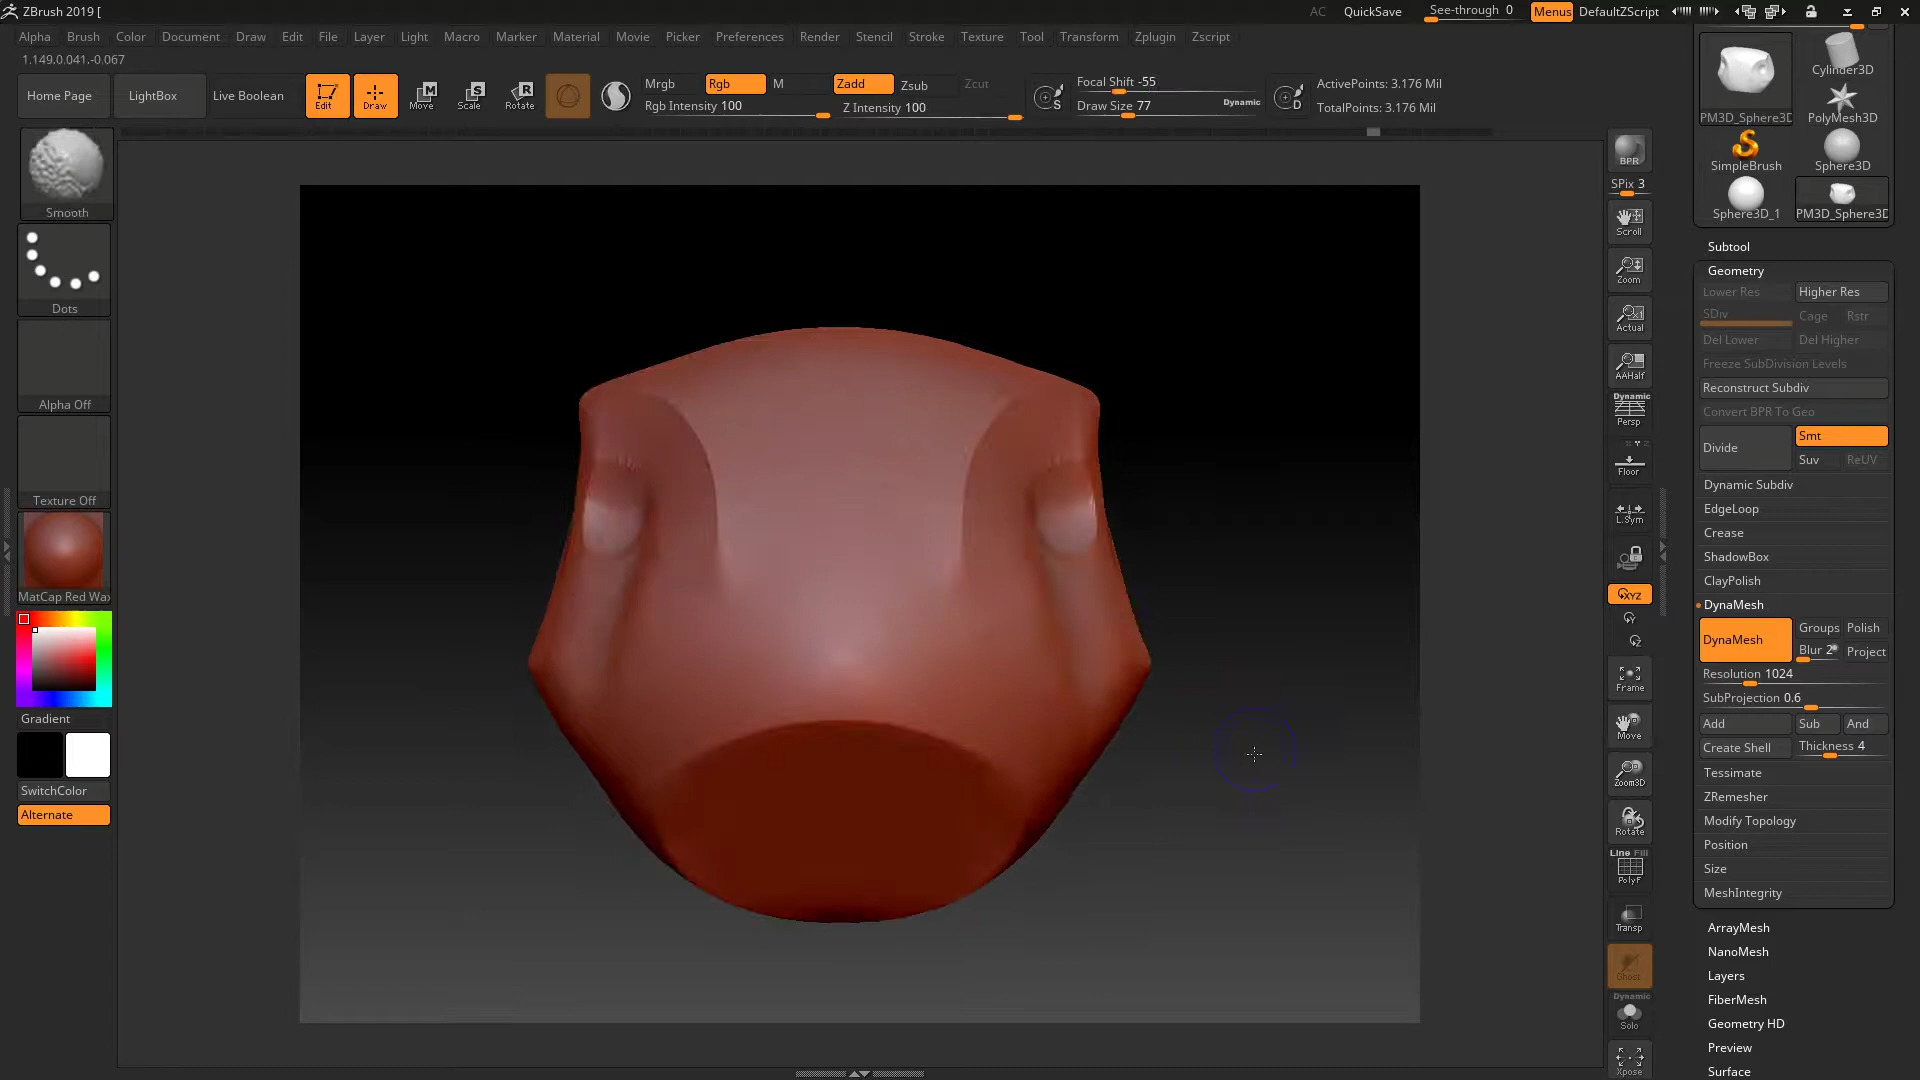 ZBrush 2019 [
AC QuickSave See-through 0 Menus DefaultZScript
Alpha Brush Color Document Draw Edit File Layer Light Macro Marker Material Movie Picker Preferences Render Stencil Stroke Texture Tool Transform Zplugin Zscript
1.149.0.041.-0.067
Home Page LightBox Live Boolean
Edit Draw Move Scale Rotate
Mrgb Rgb M Zadd Zsub Zcut
Rgb Intensity 100 Z Intensity 100
Focal Shift -55
Draw Size 77 Dynamic
ActivePoints: 3.176 Mil
TotalPoints: 3.176 Mil
Smooth
Dots
Alpha Off
Texture Off
MatCap Red Wax
Gradient
SwitchColor
Alternate
BPR
SPix 3
Scroll
Zoom
Actual
AAHalf
Dynamic
Persp
Floor
L.Sym
XYZ
Frame
Move
Zoom3D
Rotate
Line Fill
PolyF
Transp
Ghost
Dynamic
Solo
Xpose
Cylinder3D
PM3D_Sphere3D PolyMesh3D
SimpleBrush Sphere3D
Sphere3D_1 PM3D_Sphere3D
Subtool
Geometry
Lower Res Higher Res
SDiv Cage Rstr
Del Lower Del Higher
Freeze SubDivision Levels
Reconstruct Subdiv
Convert BPR To Geo
Divide Smt
Suv ReUV
Dynamic Subdiv
EdgeLoop
Crease
ShadowBox
ClayPolish
DynaMesh
DynaMesh Groups Polish
Blur 2 Project
Resolution 1024
SubProjection 0.6
Add Sub And
Create Shell Thickness 4
Tessimate
ZRemesher
Modify Topology
Position
Size
MeshIntegrity
ArrayMesh
NanoMesh
Layers
FiberMesh
Geometry HD
Preview
Surface